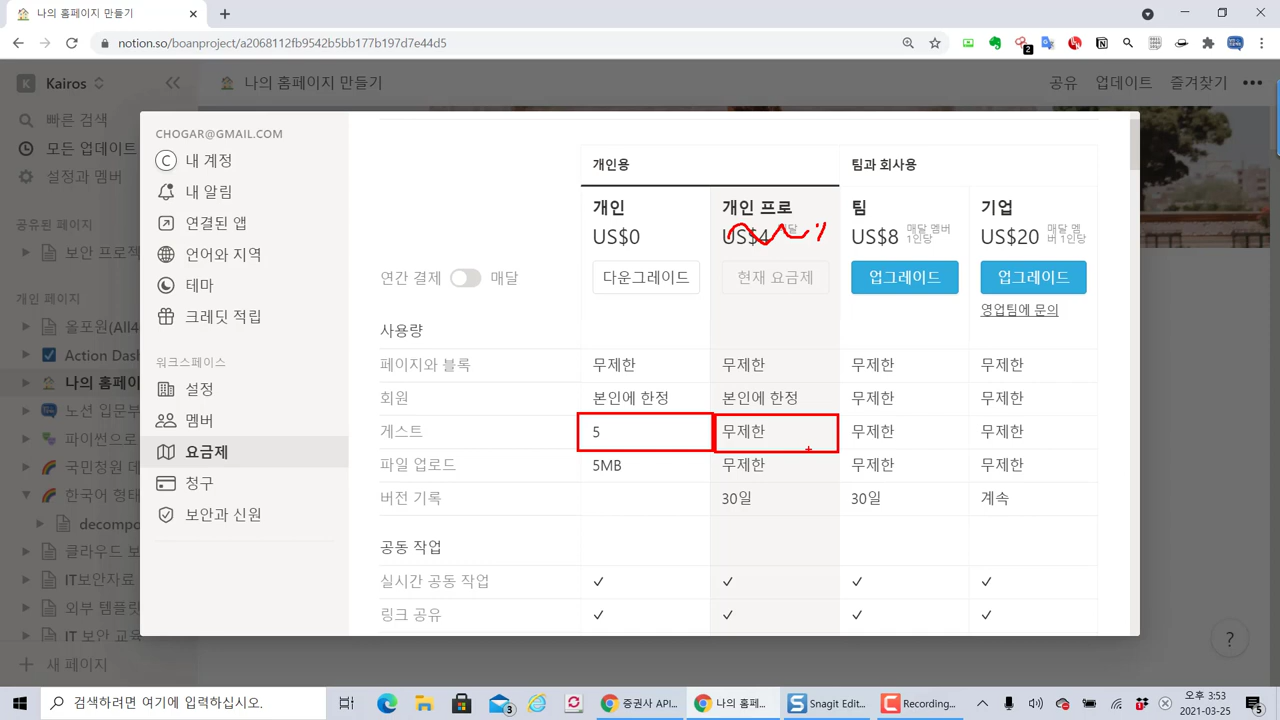 나의 홈페이지 만들기
notion.so/boanproject/a2068112fb9542b5bb177b197d7e44d5
2
K Kairos
나의 홈페이지 만들기
공유 업데이트 즐겨찾기
빠른 검색
모든 업데이트
설정과 멤버
공유된 페이지
보안 프로젝
개인 페이지
올포원(All4
Action Dash
나의 홈페이
노션 입문부
파이썬으로
국민청원 데
한국어 형태
decompo
클라우드 보
IT보안자료
외부 템플릿
IT 보안 교육
새 페이지
CHOGAR@GMAIL.COM
C 내 계정
내 알림
연결된 앱
언어와 지역
테마
크레딧 적립
워크스페이스
설정
멤버
요금제
청구
보안과 신원
개인용 팀과 회사용
개인 개인 프로 팀 기업
US$0 US$4 매달 US$8 매달 멤버 1인당 US$20 매달 멤버 1인당
연간 결제 매달 다운그레이드 현재 요금제 업그레이드 업그레이드
영업팀에 문의
사용량
페이지와 블록 무제한 무제한 무제한 무제한
회원 본인에 한정 본인에 한정 무제한 무제한
게스트 5 무제한 무제한 무제한
파일 업로드 5MB 무제한 무제한 무제한
버전 기록 30일 30일 계속
공동 작업
실시간 공동 작업 ✓ ✓ ✓ ✓
링크 공유 ✓ ✓ ✓ ✓
?
검색하려면 여기에 입력하십시오.
3
증권사 API...
나의 홈페...
Snagit Edit...
Recording...
오후 3:53
2021-03-25
5